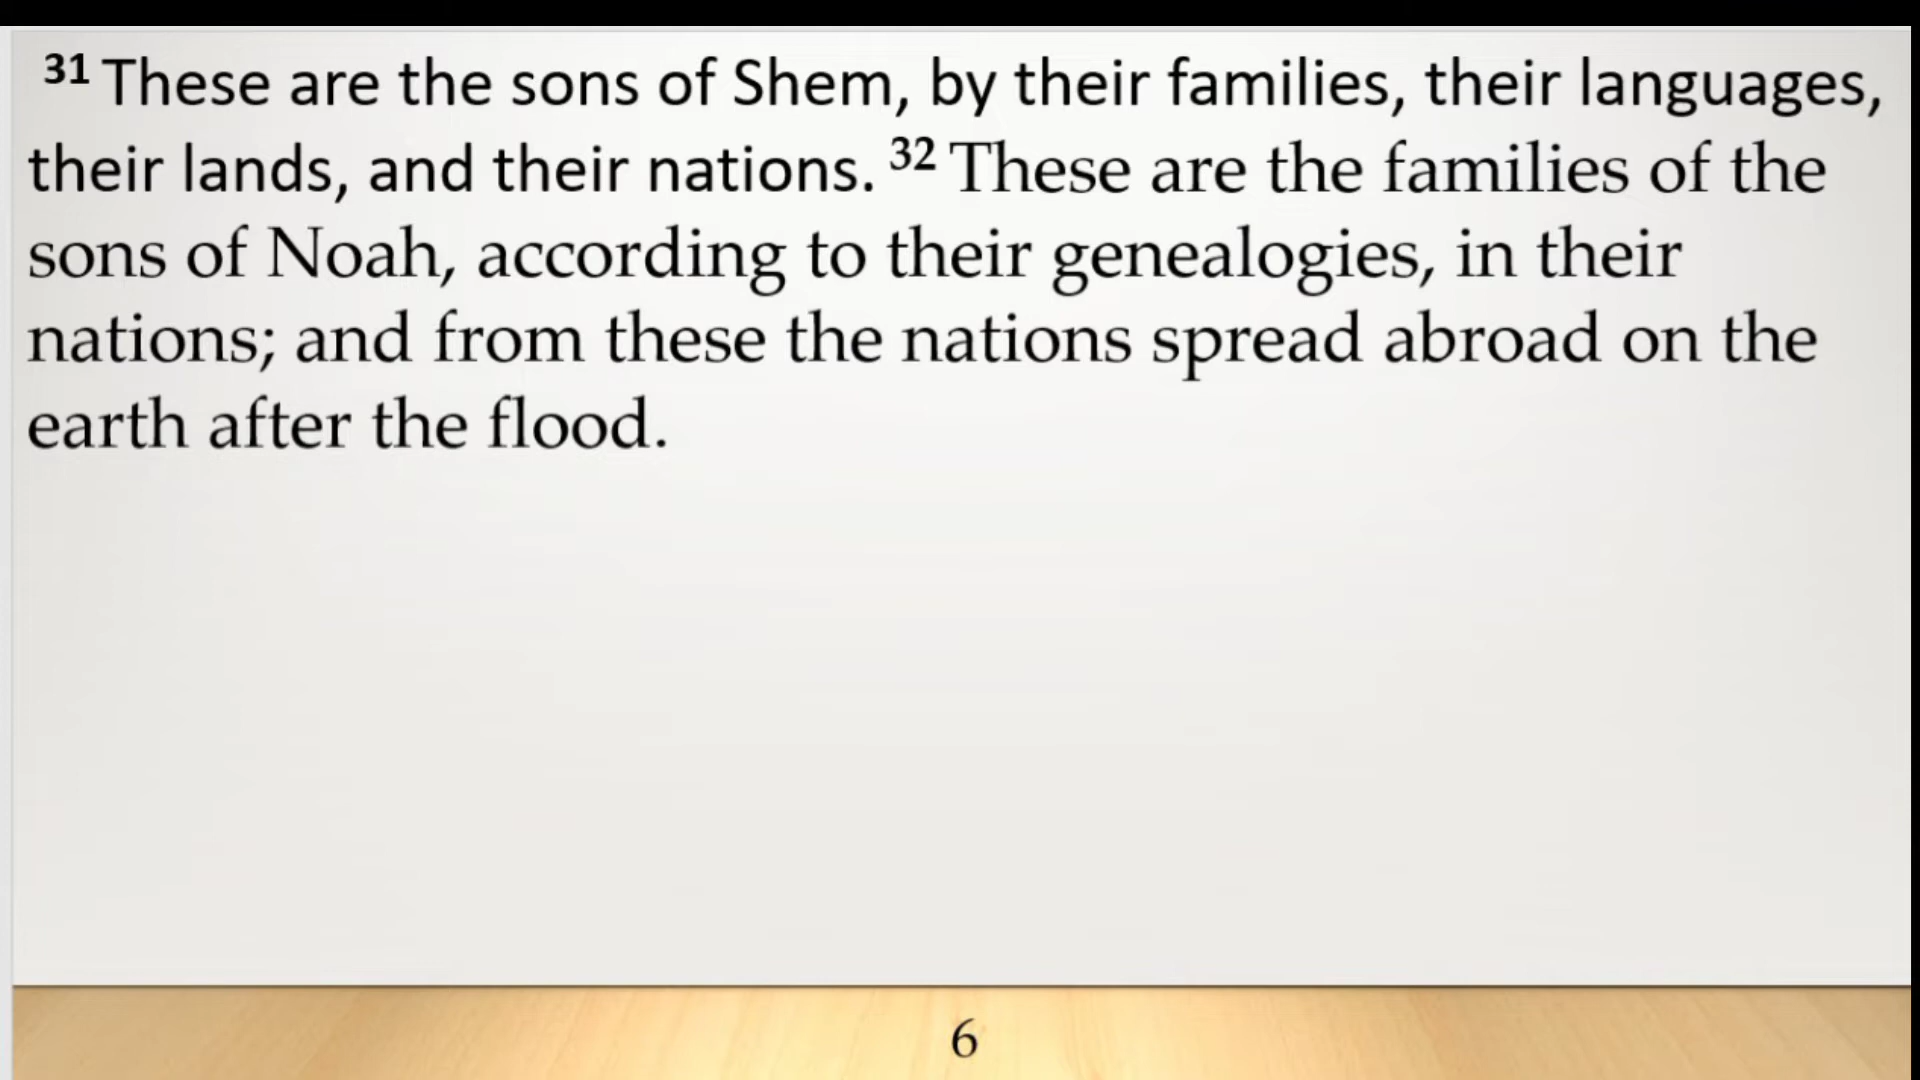 31 These are the sons of Shem, by their families, their languages,
their lands, and their nations. 32 These are the families of the
sons of Noah, according to their genealogies, in their
nations; and from these the nations spread abroad on the
earth after the flood.
6